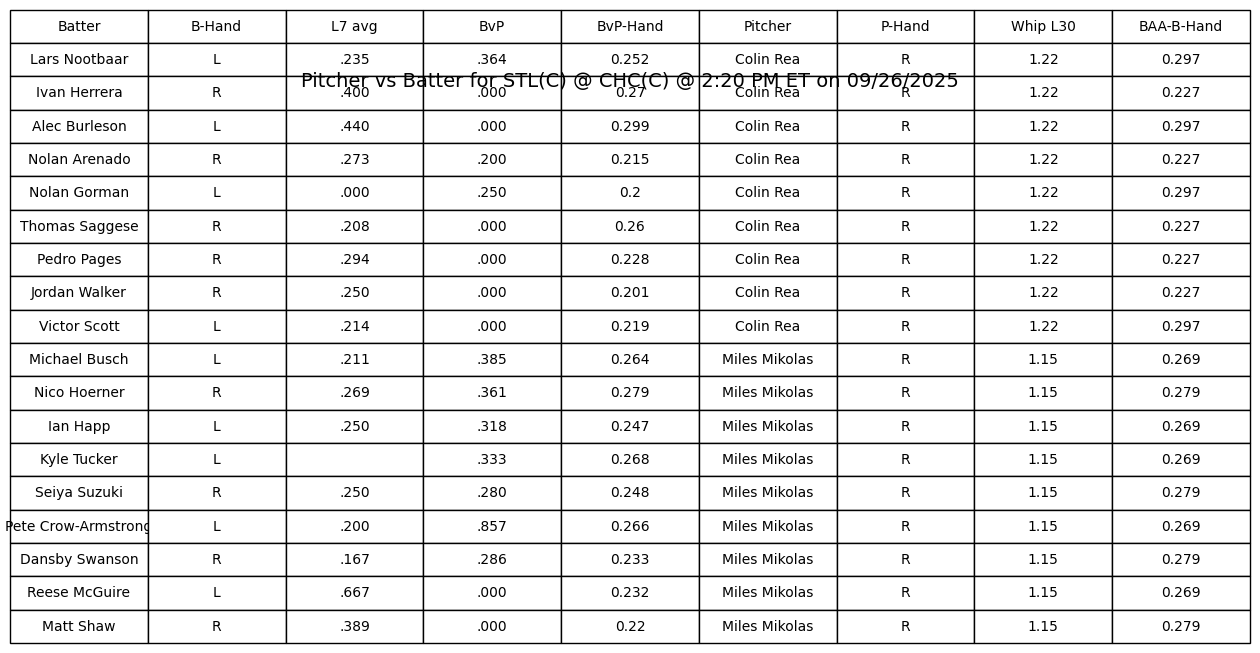 Batter B-Hand L7 avg BvP BvP-Hand Pitcher P-Hand Whip L30 BAA-B-Hand
Lars Nootbaar L .235 .364 0.252 Colin Rea R 1.22 0.297
Pitcher vs Batter for STL(C) @ CHC(C) @ 2:20 PM ET on 09/26/2025
Ivan Herrera R .400 .000 0.27 Colin Rea R 1.22 0.227
Alec Burleson L .440 .000 0.299 Colin Rea R 1.22 0.297
Nolan Arenado R .273 .200 0.215 Colin Rea R 1.22 0.227
Nolan Gorman L .000 .250 0.2 Colin Rea R 1.22 0.297
Thomas Saggese R .208 .000 0.26 Colin Rea R 1.22 0.227
Pedro Pages R .294 .000 0.228 Colin Rea R 1.22 0.227
Jordan Walker R .250 .000 0.201 Colin Rea R 1.22 0.227
Victor Scott L .214 .000 0.219 Colin Rea R 1.22 0.297
Michael Busch L .211 .385 0.264 Miles Mikolas R 1.15 0.269
Nico Hoerner R .269 .361 0.279 Miles Mikolas R 1.15 0.279
Ian Happ L .250 .318 0.247 Miles Mikolas R 1.15 0.269
Kyle Tucker L .333 0.268 Miles Mikolas R 1.15 0.269
Seiya Suzuki R .250 .280 0.248 Miles Mikolas R 1.15 0.279
Pete Crow-Armstrong L .200 .857 0.266 Miles Mikolas R 1.15 0.269
Dansby Swanson R .167 .286 0.233 Miles Mikolas R 1.15 0.279
Reese McGuire L .667 .000 0.232 Miles Mikolas R 1.15 0.269
Matt Shaw R .389 .000 0.22 Miles Mikolas R 1.15 0.279